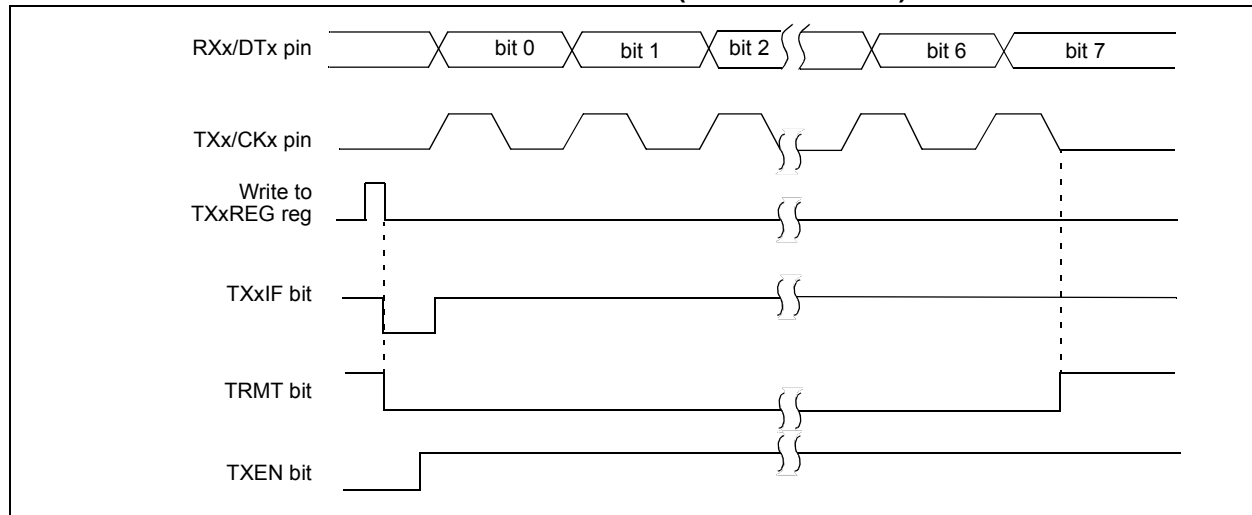 RXx/DTx pin
bit 0
bit 1
bit 2
bit 6
bit 7
TXx/CKx pin
Write to
TXxREG reg
TXxIF bit
TRMT bit
TXEN bit